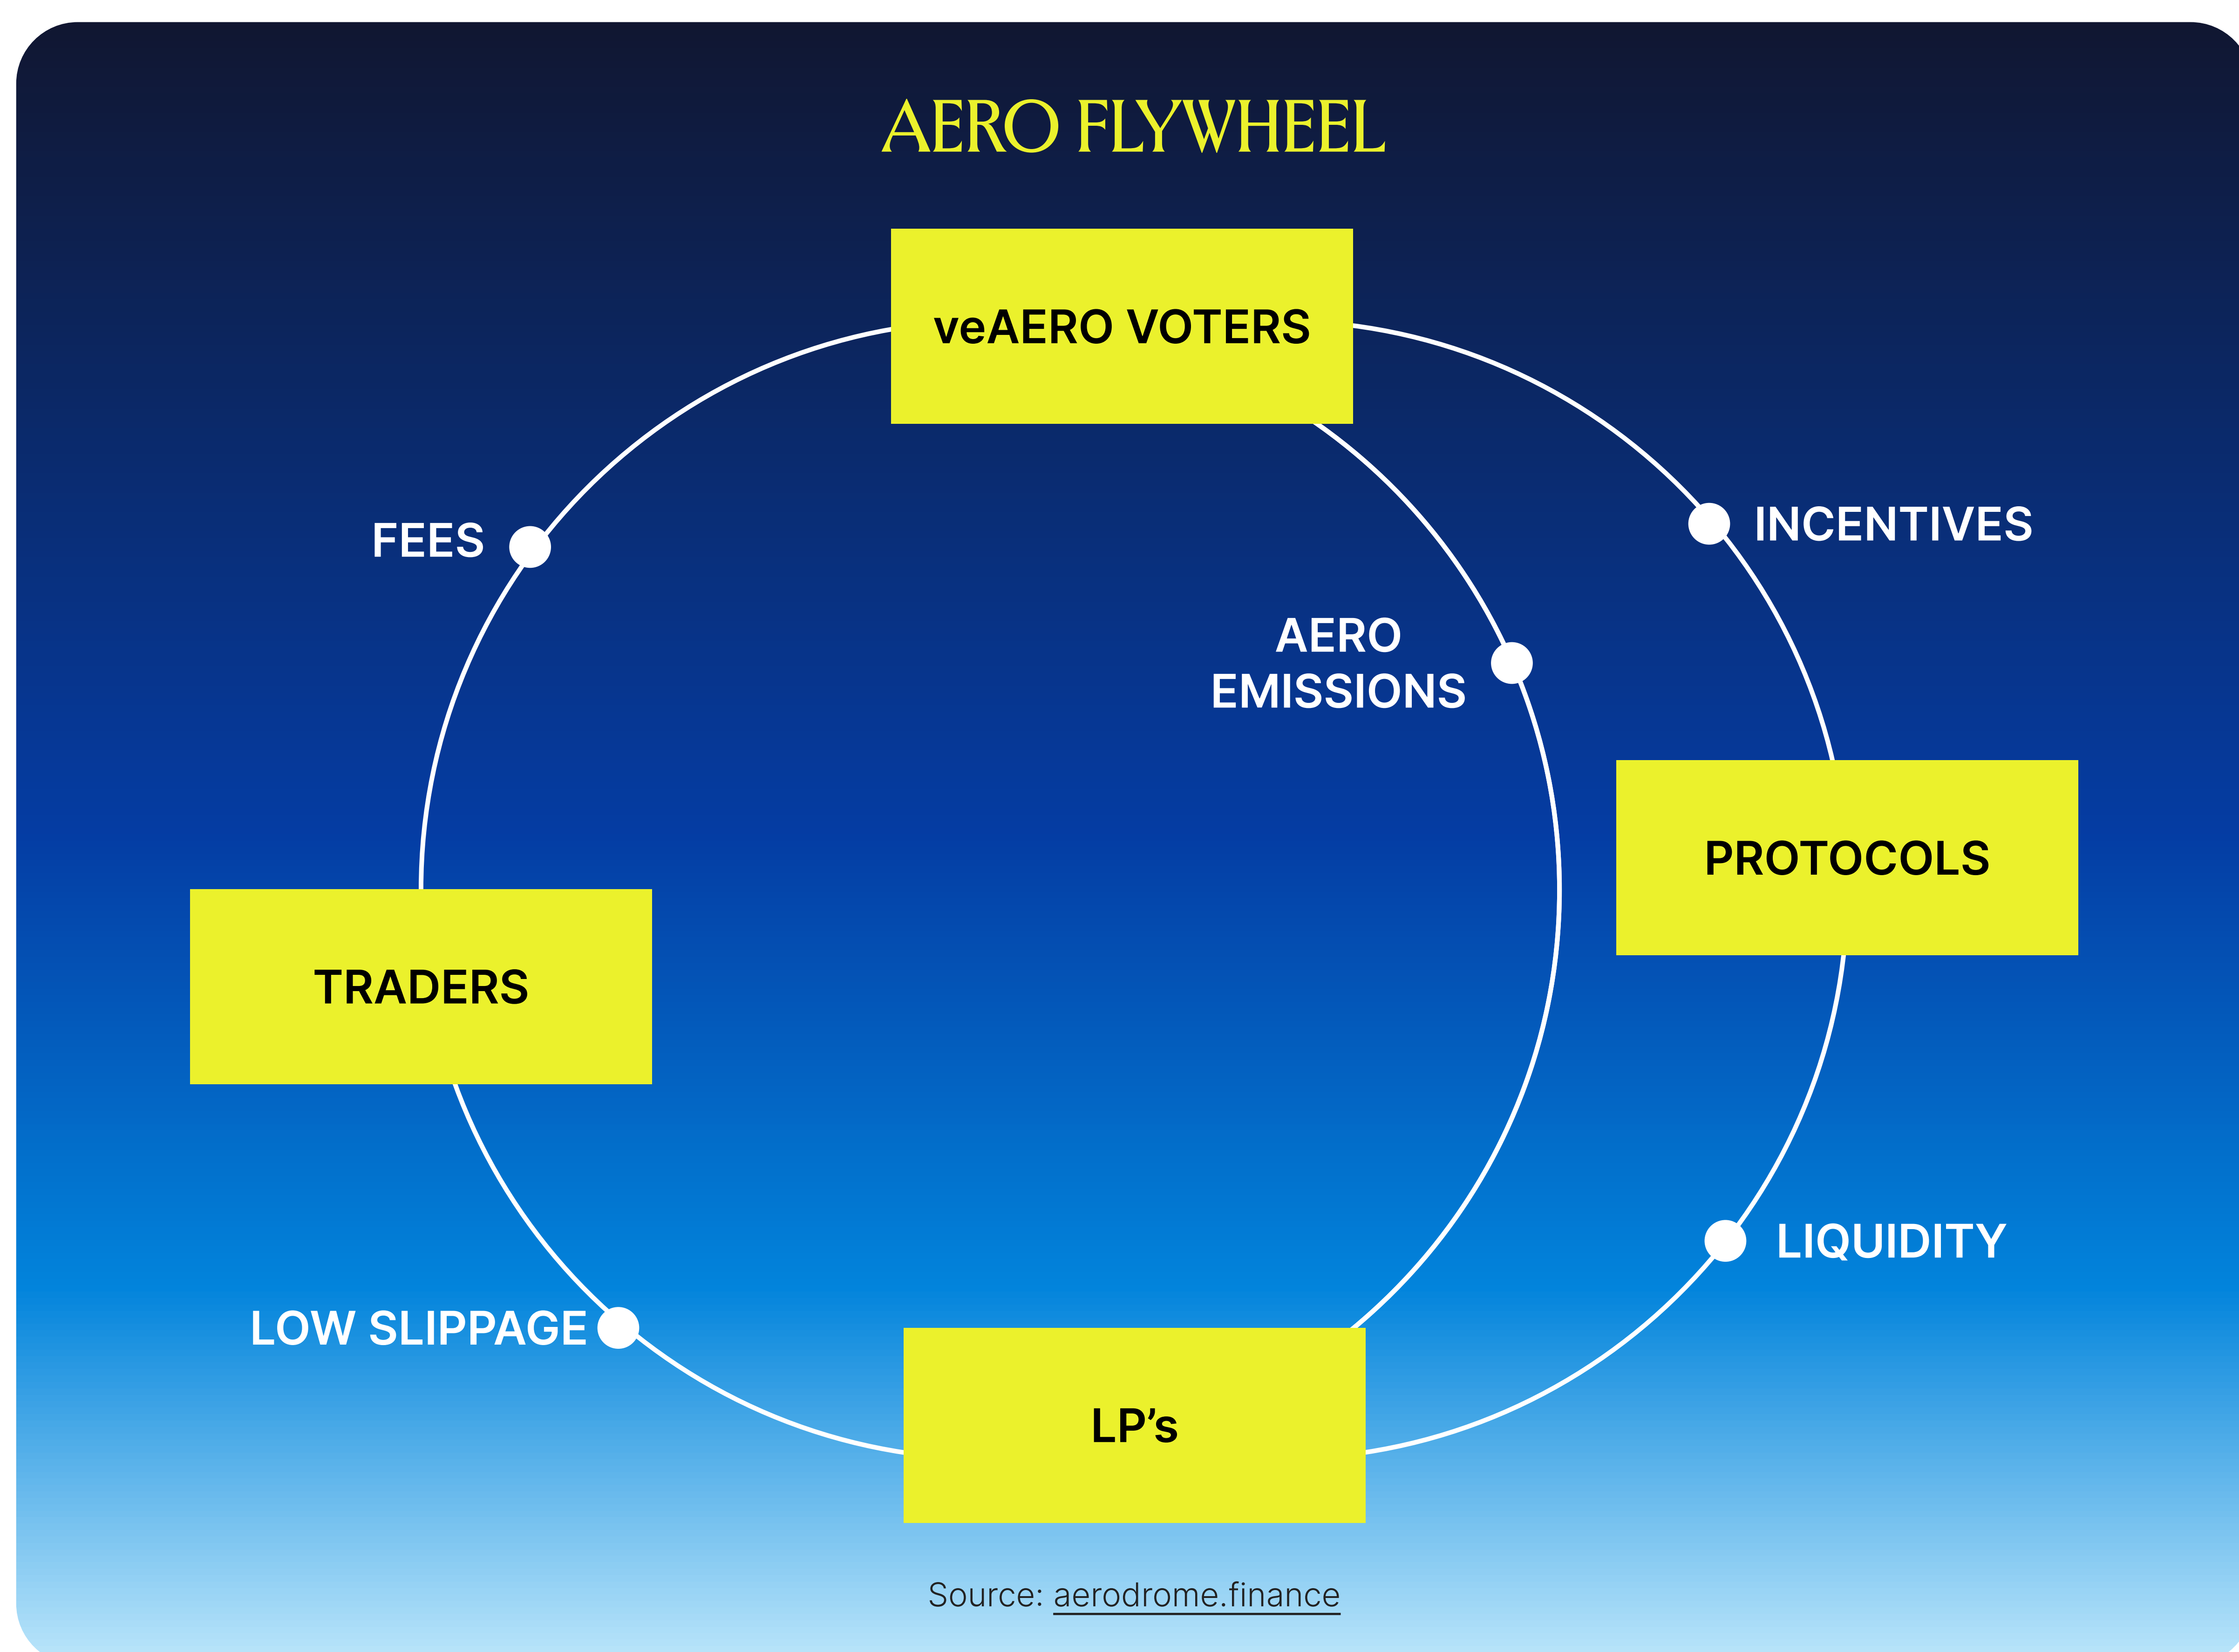 AERO FLYWHEEL
veAERO VOTERS
FEES
INCENTIVES
AERO
EMISSIONS
PROTOCOLS
TRADERS
LIQUIDITY
LOW SLIPPAGE
LP’s
Source: aerodrome.finance